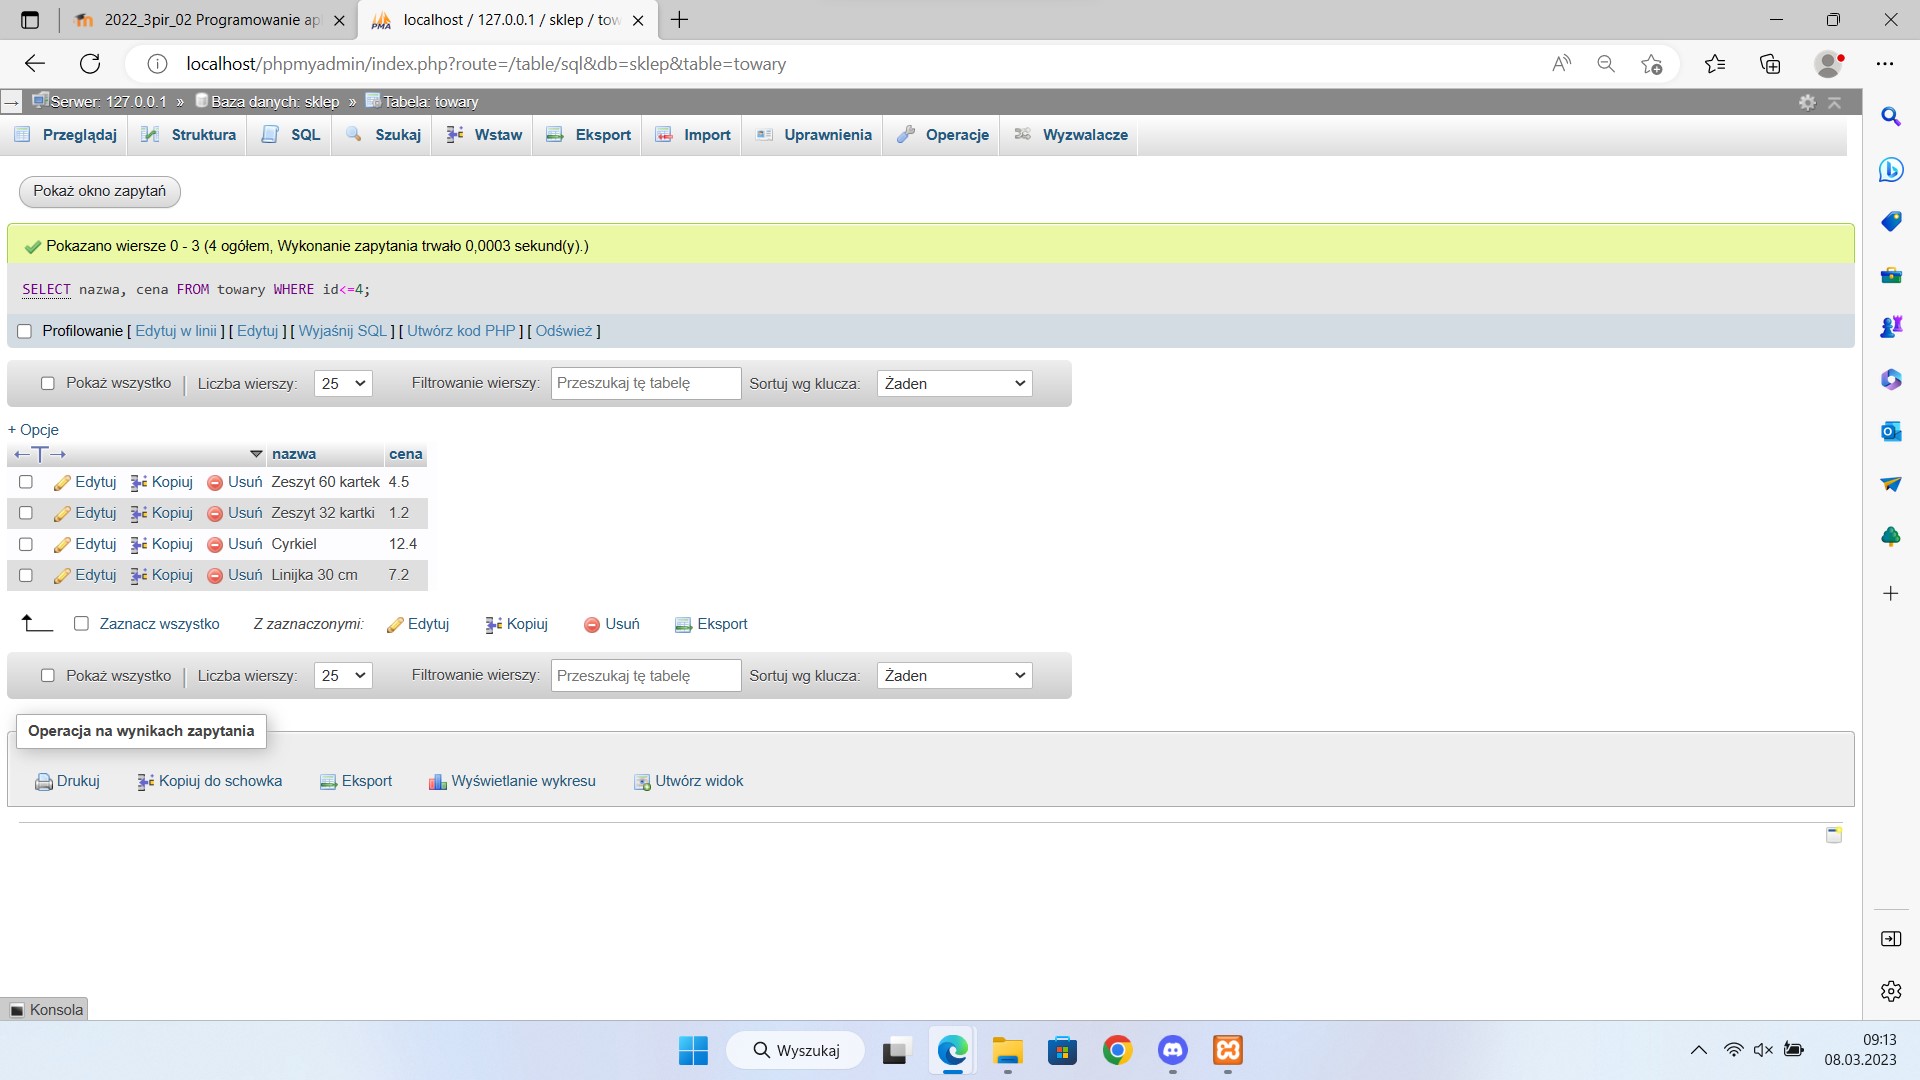 2022_3pir_02 Programowanie ap
localhost / 127.0.0.1 / sklep / tow
localhost/phpmyadmin/index.php?route=/table/sql&db=sklep&table=towary
Serwer: 127.0.0.1 » Baza danych: sklep » Tabela: towary
Przeglądaj Struktura SQL Szukaj Wstaw Eksport Import Uprawnienia Operacje Wyzwalacze
Pokaż okno zapytań
Pokazano wiersze 0 - 3 (4 ogółem, Wykonanie zapytania trwało 0,0003 sekund(y).)
SELECT nazwa, cena FROM towary WHERE id<=4;
Profilowanie [ Edytuj w linii ] [ Edytuj ] [ Wyjaśnij SQL ] [ Utwórz kod PHP ] [ Odśwież ]
Pokaż wszystko | Liczba wierszy: 25 Filtrowanie wierszy: Przeszukaj tę tabelę Sortuj wg klucza: Żaden
+ Opcje
←T→ nazwa cena
Edytuj Kopiuj Usuń Zeszyt 60 kartek 4.5
Edytuj Kopiuj Usuń Zeszyt 32 kartki 1.2
Edytuj Kopiuj Usuń Cyrkiel 12.4
Edytuj Kopiuj Usuń Linijka 30 cm 7.2
Zaznacz wszystko Z zaznaczonymi: Edytuj Kopiuj Usuń Eksport
Pokaż wszystko | Liczba wierszy: 25 Filtrowanie wierszy: Przeszukaj tę tabelę Sortuj wg klucza: Żaden
Operacja na wynikach zapytania
Drukuj Kopiuj do schowka Eksport Wyświetlanie wykresu Utwórz widok
Konsola
Wyszukaj
09:13
08.03.2023